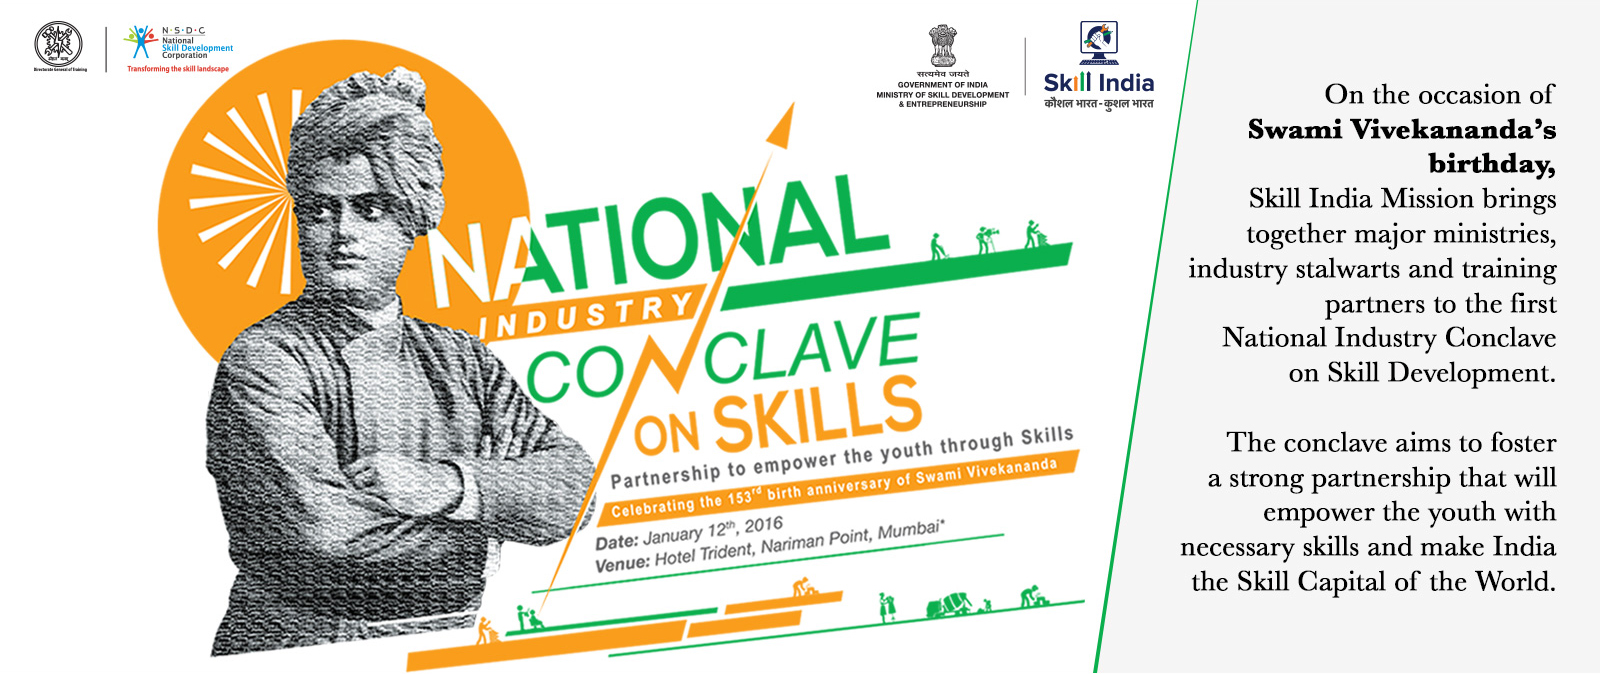 Directorate General of Training
N·S·D·C
National
Skill Development
Corporation
Transforming the skill landscape
सत्यमेव जयते
GOVERNMENT OF INDIA
MINISTRY OF SKILL DEVELOPMENT
& ENTREPRENEURSHIP
Skill India
कौशल भारत - कुशल भारत
NATIONAL
INDUSTRY
CONCLAVE
ON SKILLS
Partnership to empower the youth through Skills
Celebrating the 153rd birth anniversary of Swami Vivekananda
Date: January 12th, 2016
Venue: Hotel Trident, Nariman Point, Mumbai*
On the occasion of
Swami Vivekananda’s
birthday,
Skill India Mission brings
together major ministries,
industry stalwarts and training
partners to the first
National Industry Conclave
on Skill Development.
The conclave aims to foster
a strong partnership that will
empower the youth with
necessary skills and make India
the Skill Capital of the World.